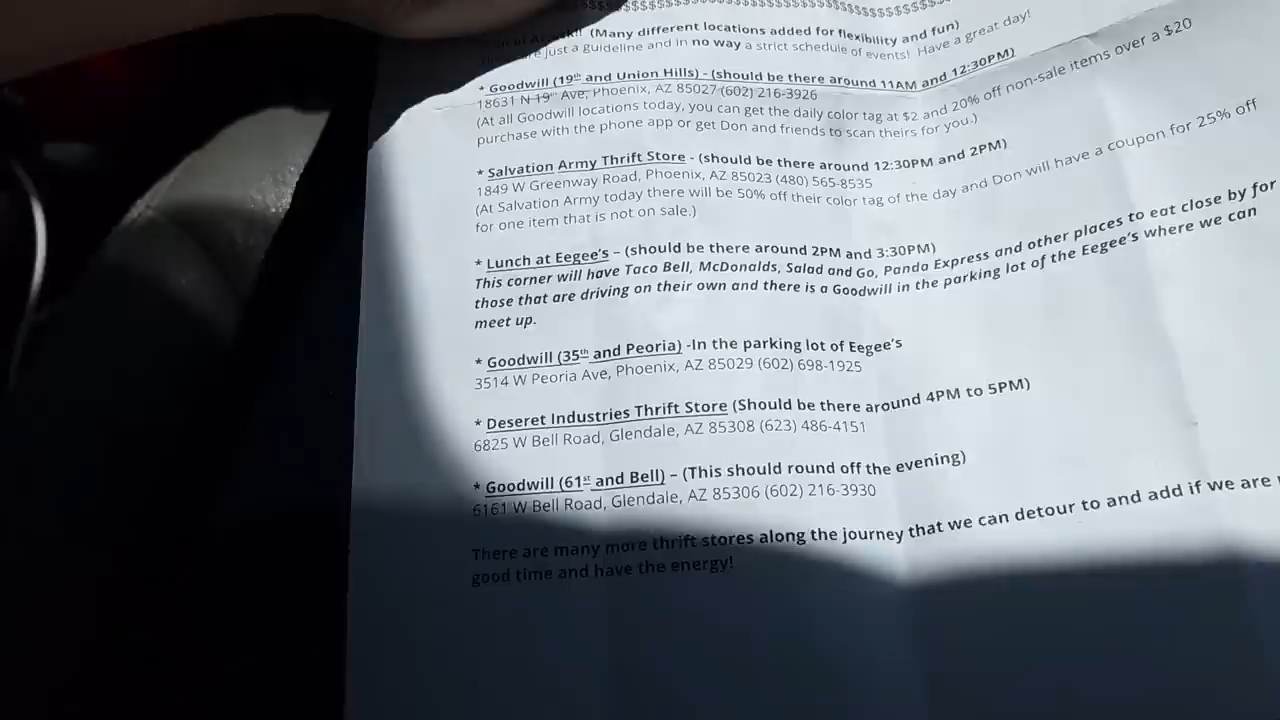 $$$$$$$$$$$$$$$$$$$$$$$$$$$$$$$$$$$$$$$$$$$$$$
(Many different locations added for flexibility and fun)
just a guideline and in no way a strict schedule of events! Have a great day!
* Goodwill (19th and Union Hills) - (should be there around 11AM and 12:30PM)
18631 N 19th Ave, Phoenix, AZ 85027 (602) 216-3926
(At all Goodwill locations today, you can get the daily color tag at $2 and 20% off non-sale items over a $20
purchase with the phone app or get Don and friends to scan theirs for you.)
* Salvation Army Thrift Store - (should be there around 12:30PM and 2PM)
1849 W Greenway Road, Phoenix, AZ 85023 (480) 565-8535
(At Salvation Army today there will be 50% off their color tag of the day and Don will have a coupon for 25% off
for one item that is not on sale.)
* Lunch at Eegee's – (should be there around 2PM and 3:30PM)
This corner will have Taco Bell, McDonalds, Salad and Go, Panda Express and other places to eat close by for
those that are driving on their own and there is a Goodwill in the parking lot of the Eegee's where we can
meet up.
* Goodwill (35th and Peoria) -In the parking lot of Eegee's
3514 W Peoria Ave, Phoenix, AZ 85029 (602) 698-1925
* Deseret Industries Thrift Store (Should be there around 4PM to 5PM)
6825 W Bell Road, Glendale, AZ 85308 (623) 486-4151
* Goodwill (61st and Bell) – (This should round off the evening)
6161 W Bell Road, Glendale, AZ 85306 (602) 216-3930
There are many more thrift stores along the journey that we can detour to and add if we are
good time and have the energy!